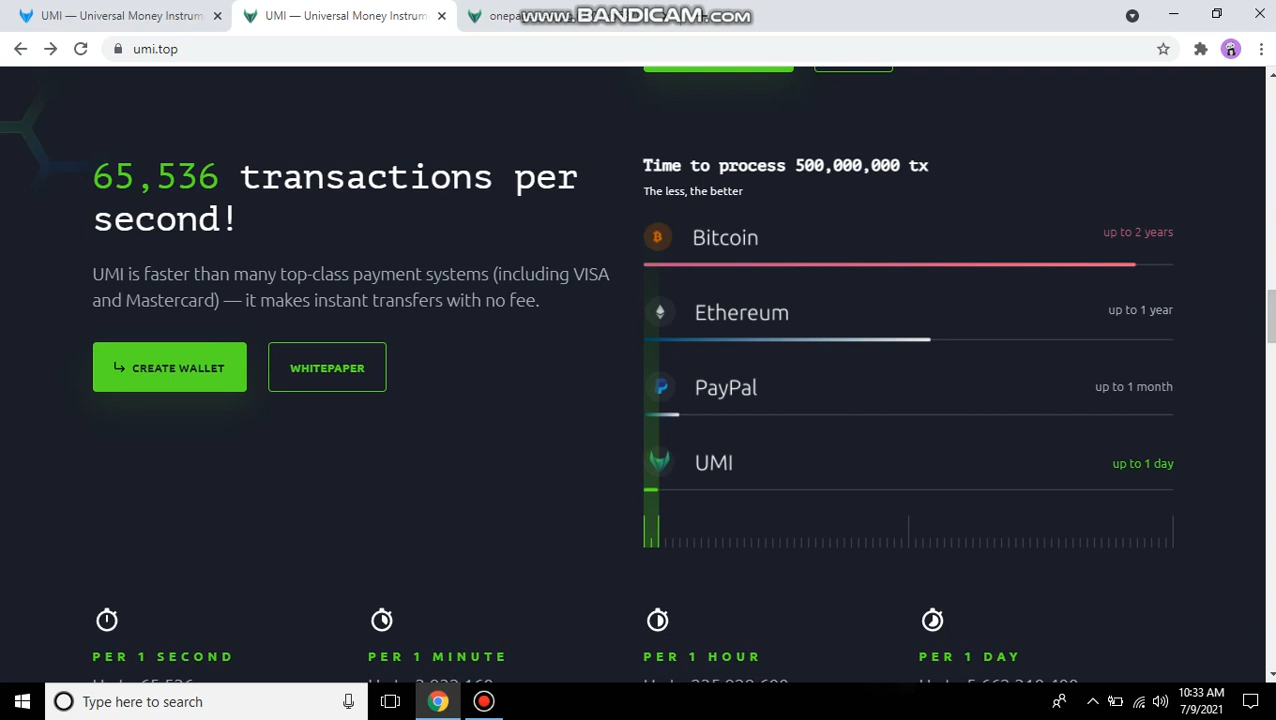 UMI — Universal Money Instrum
UMI — Universal Money Instrum
onepa
www.BANDICAM.com
umi.top
65,536 transactions per
second!
UMI is faster than many top-class payment systems (including VISA
and Mastercard) — it makes instant transfers with no fee.
CREATE WALLET
WHITEPAPER
Time to process 500,000,000 tx
The less, the better
Bitcoin
up to 2 years
Ethereum
up to 1 year
PayPal
up to 1 month
UMI
up to 1 day
PER 1 SECOND
PER 1 MINUTE
PER 1 HOUR
PER 1 DAY
Type here to search
10:33 AM
7/9/2021